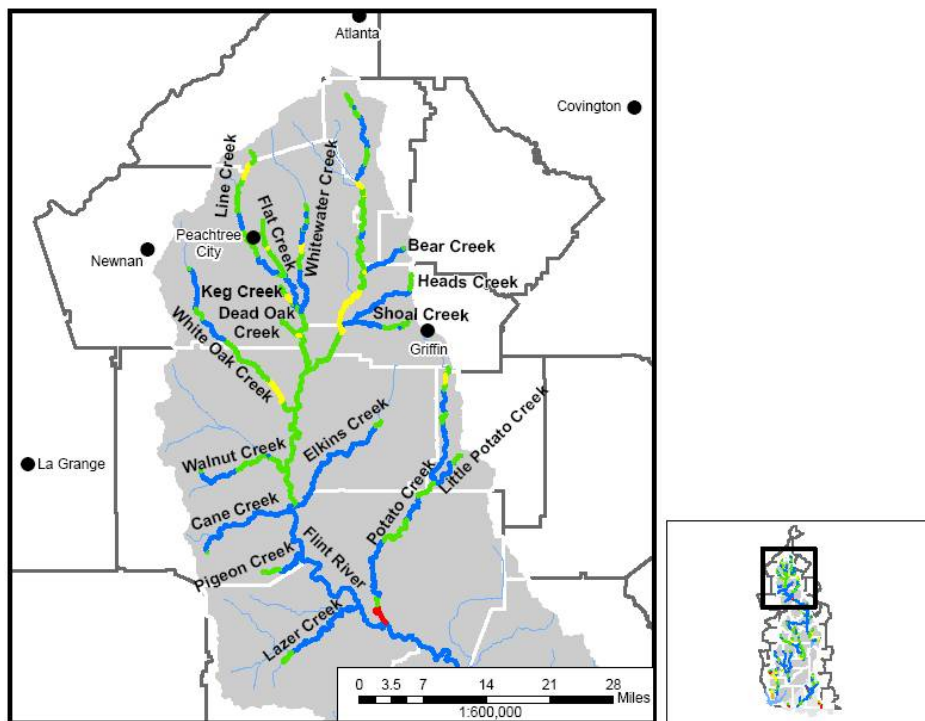 Atlanta
Covington
Line Creek
Flat Creek
Whitewater Creek
Peachtree
City
Newnan
Bear Creek
Heads Creek
Keg Creek
Dead Oak
Creek
Shoal Creek
Griffin
White Oak Creek
Elkins Creek
Walnut Creek
La Grange
Potato Creek
Little Potato Creek
Cane Creek
Flint River
Pigeon Creek
Lazer Creek
0 3.5 7 14 21 28
Miles
1:600,000